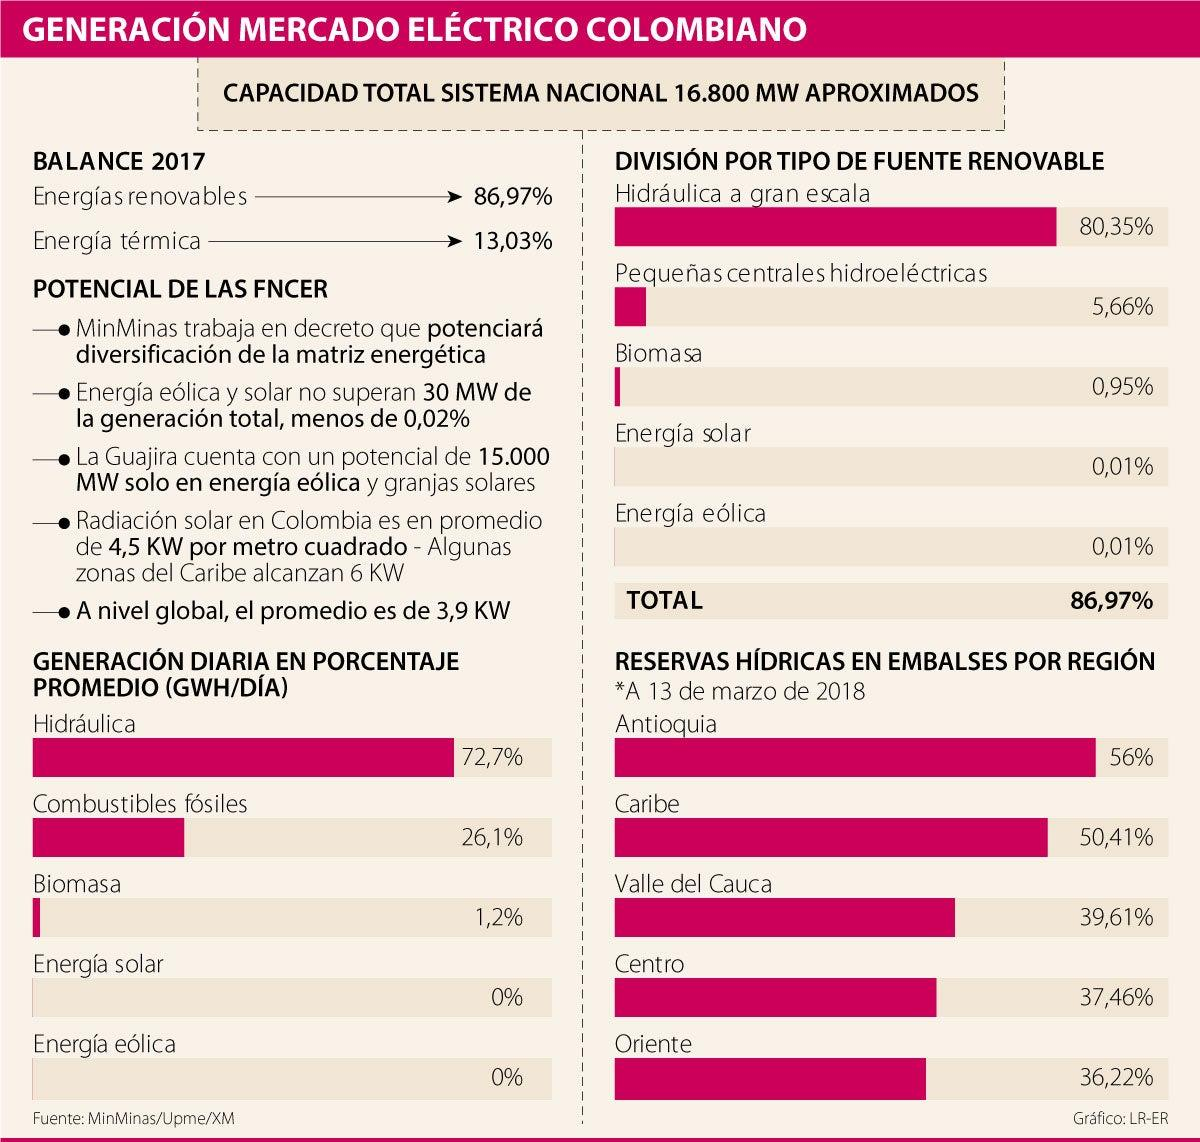 GENERACIÓN MERCADO ELÉCTRICO COLOMBIANO
CAPACIDAD TOTAL SISTEMA NACIONAL 16.800 MW APROXIMADOS
BALANCE 2017
Energías renovables 86,97%
Energía térmica 13,03%
POTENCIAL DE LAS FNCER
MinMinas trabaja en decreto que potenciará
diversificación de la matriz energética
Energía eólica y solar no superan 30 MW de
la generación total, menos de 0,02%
La Guajira cuenta con un potencial de 15.000
MW solo en energía eólica y granjas solares
Radiación solar en Colombia es en promedio
de 4,5 KW por metro cuadrado - Algunas
zonas del Caribe alcanzan 6 KW
A nivel global, el promedio es de 3,9 KW
GENERACIÓN DIARIA EN PORCENTAJE
PROMEDIO (GWH/DÍA)
Hidráulica
72,7%
Combustibles fósiles
26,1%
Biomasa
1,2%
Energía solar
0%
Energía eólica
0%
Fuente: MinMinas/Upme/XM
DIVISIÓN POR TIPO DE FUENTE RENOVABLE
Hidráulica a gran escala
80,35%
Pequeñas centrales hidroeléctricas
5,66%
Biomasa
0,95%
Energía solar
0,01%
Energía eólica
0,01%
TOTAL 86,97%
RESERVAS HÍDRICAS EN EMBALSES POR REGIÓN
*A 13 de marzo de 2018
Antioquia
56%
Caribe
50,41%
Valle del Cauca
39,61%
Centro
37,46%
Oriente
36,22%
Gráfico: LR-ER